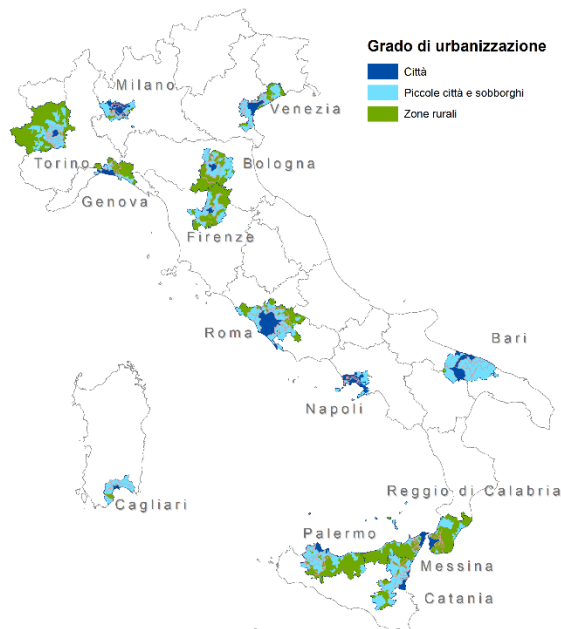 Grado di urbanizzazione
Città
Piccole città e sobborghi
Zone rurali
Milano
Venezia
Torino
Bologna
Genova
Firenze
Roma
Bari
Napoli
Cagliari
Reggio di Calabria
Palermo
Messina
Catania